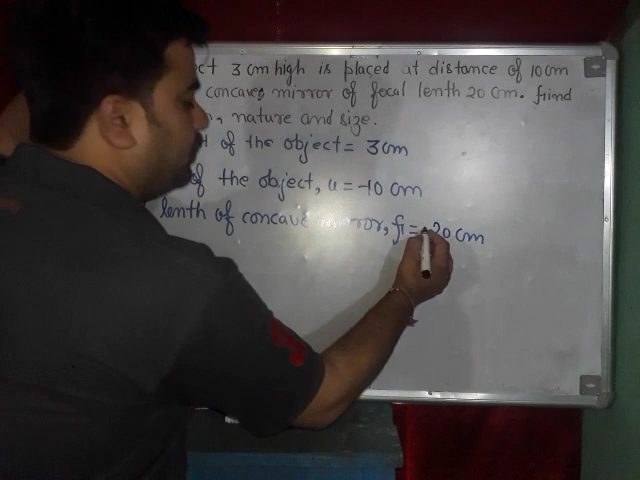 ct 3 cm high is placed at distance of 10 cm
concave mirror of focal lenth 20 cm. fiind
n, nature and size.
of the object = 3 cm
of the object, u = -10 cm
lenth of concave mirror, f = -20 cm